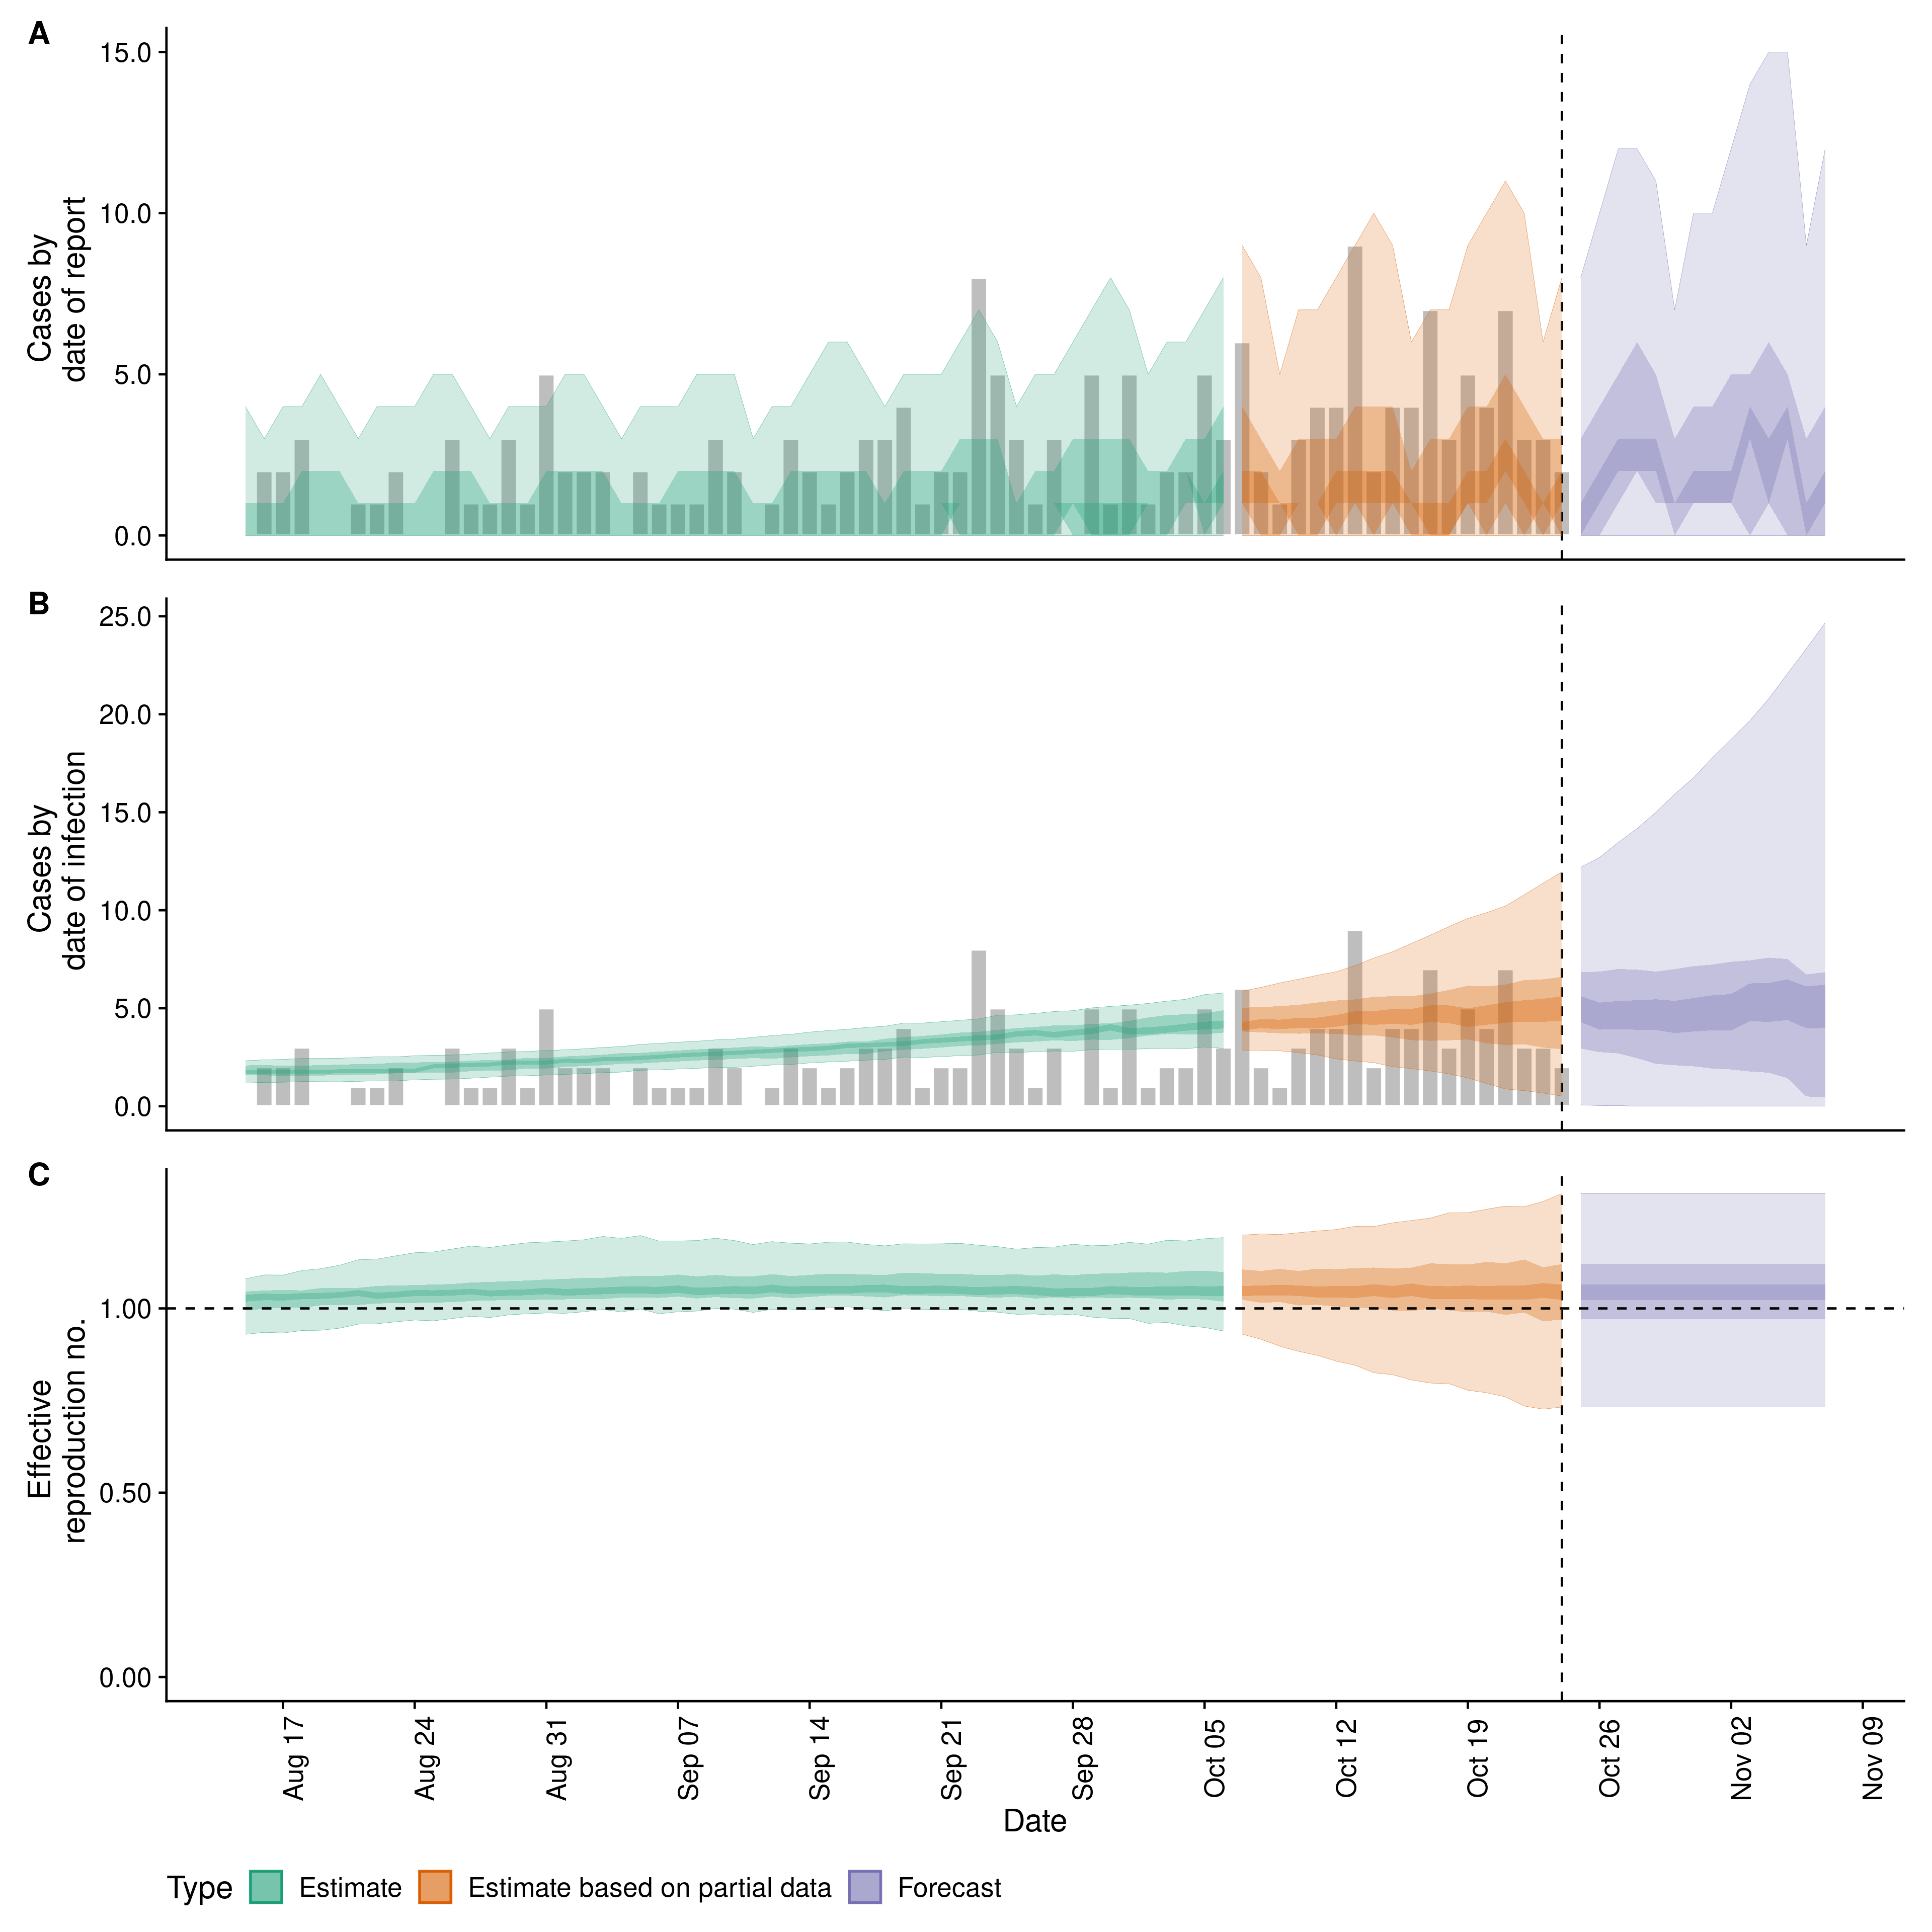 A
15.0
10.0
5.0
0.0
Cases by
date of report
B
25.0
20.0
15.0
10.0
5.0
0.0
Cases by
date of infection
C
1.00
0.50
0.00
Effective
reproduction no.
Aug 17
Aug 24
Aug 31
Sep 07
Sep 14
Sep 21
Sep 28
Oct 05
Oct 12
Oct 19
Oct 26
Nov 02
Nov 09
Date
Type Estimate Estimate based on partial data Forecast